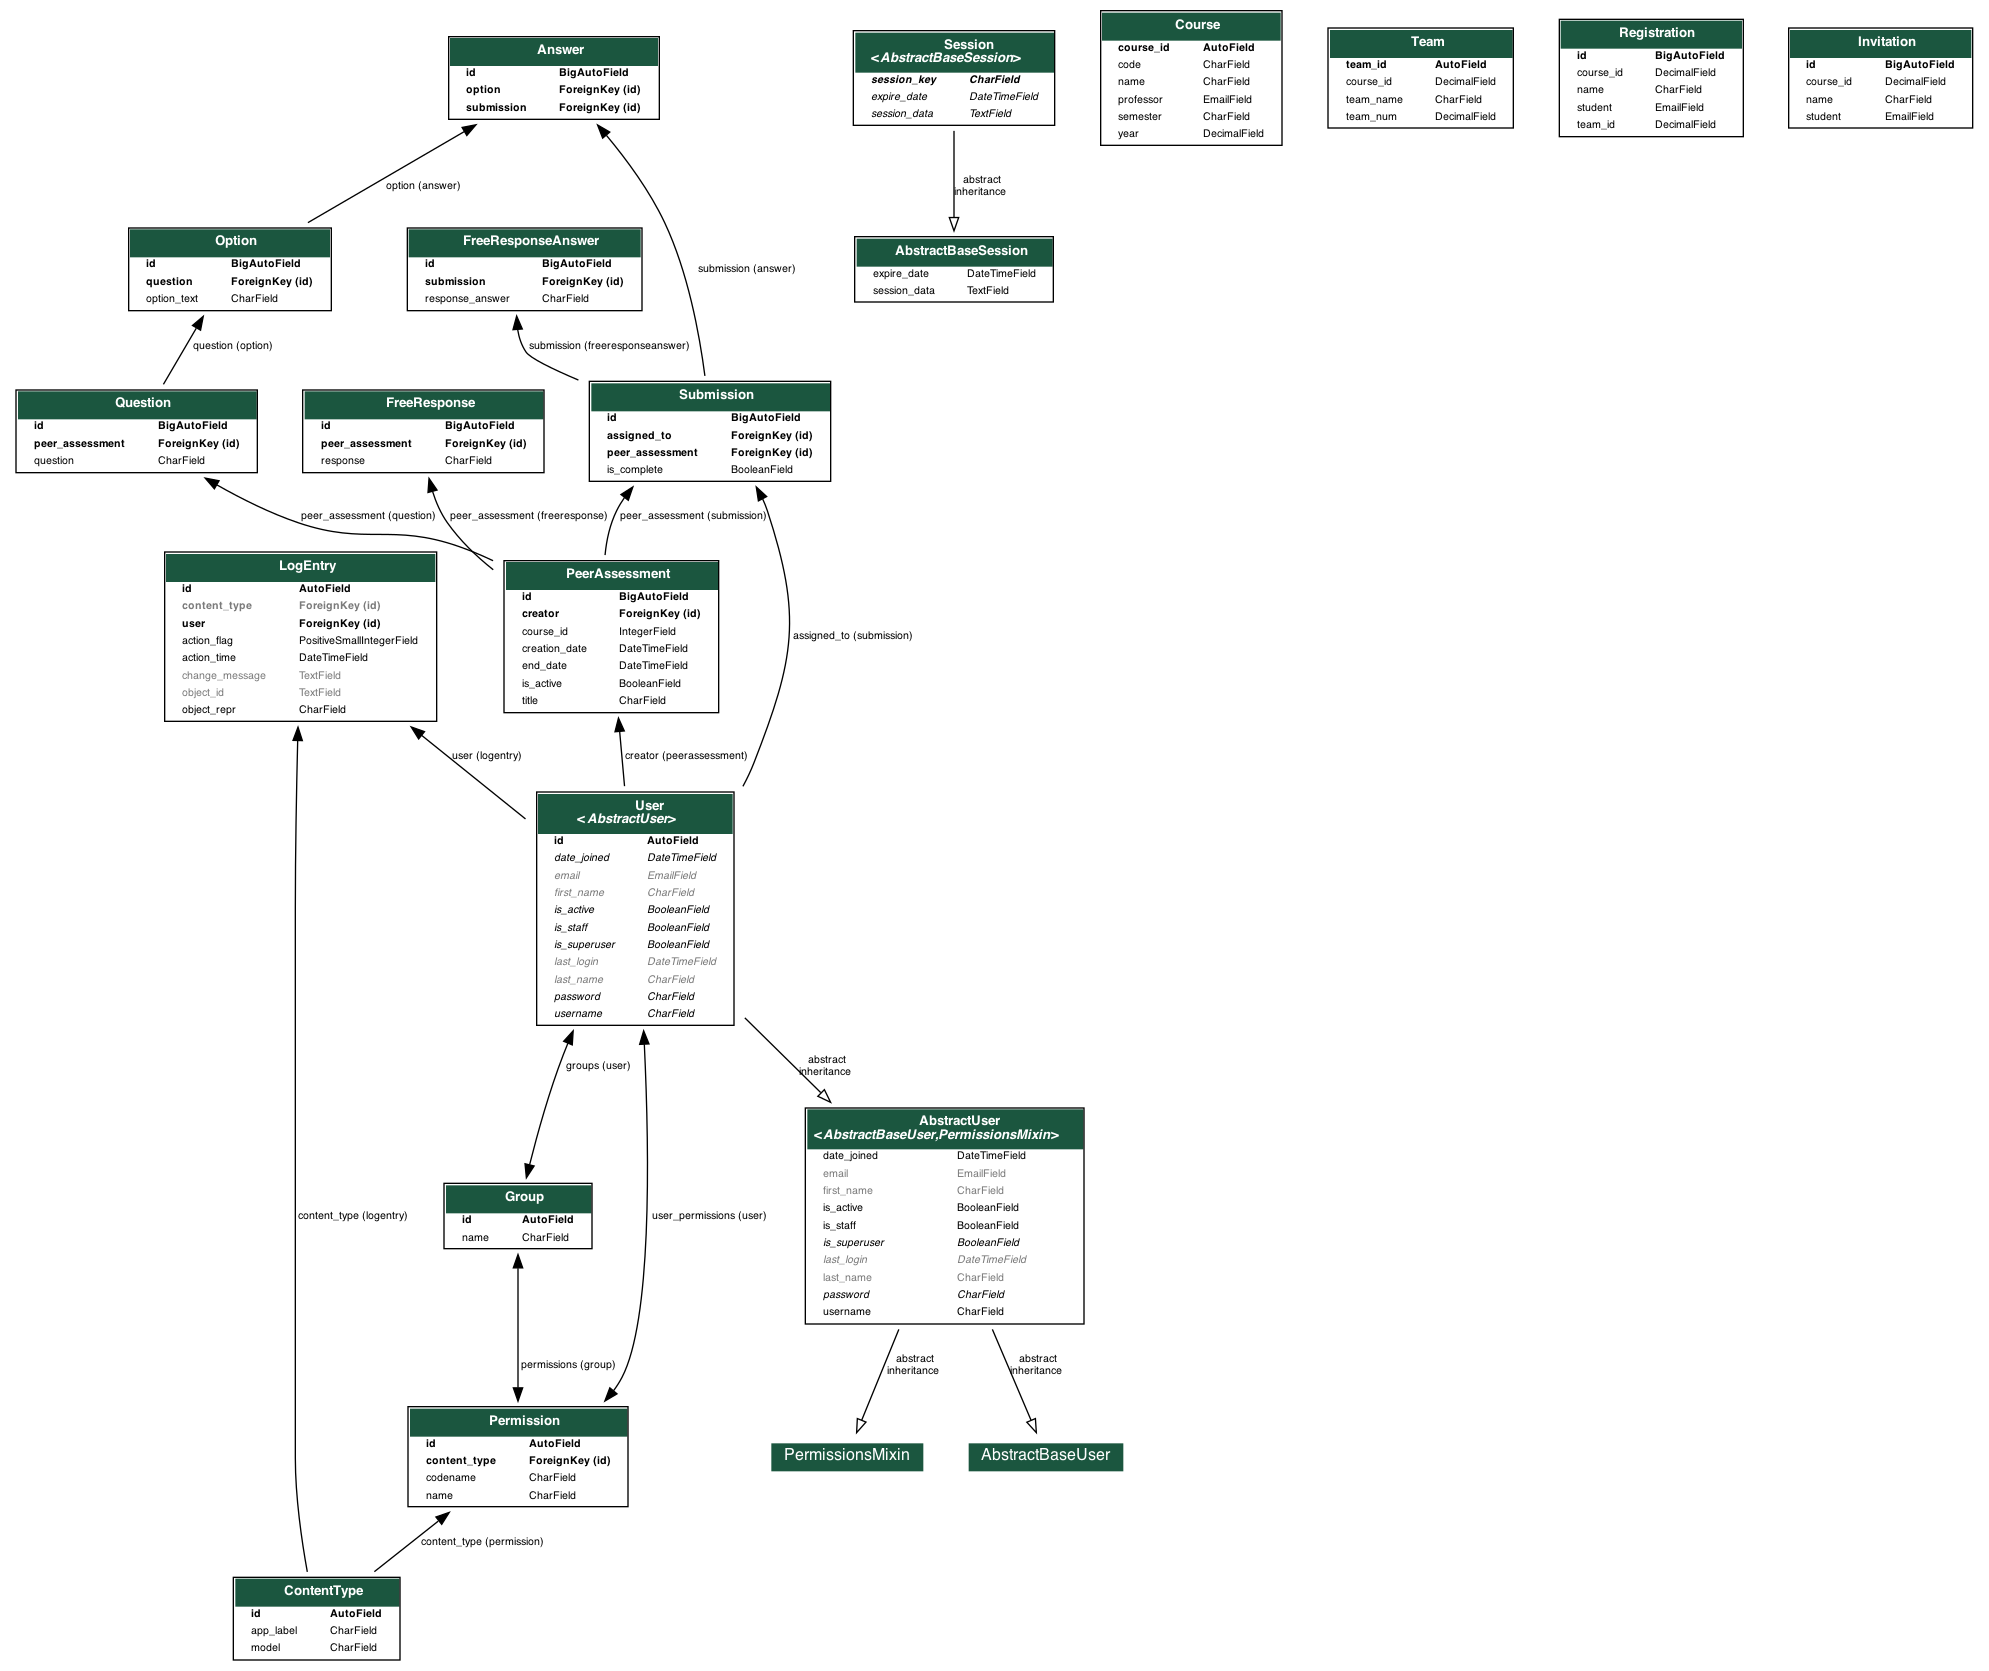 Answer
id BigAutoField
option ForeignKey (id)
submission ForeignKey (id)
Session
<AbstractBaseSession>
session_key CharField
expire_date DateTimeField
session_data TextField
Course
course_id AutoField
code CharField
name CharField
professor EmailField
semester CharField
year DecimalField
Team
team_id AutoField
course_id DecimalField
team_name CharField
team_num DecimalField
Registration
id BigAutoField
course_id DecimalField
name CharField
student EmailField
team_id DecimalField
Invitation
id BigAutoField
course_id DecimalField
name CharField
student EmailField
option (answer)
abstract
inheritance
Option
id BigAutoField
question ForeignKey (id)
option_text CharField
FreeResponseAnswer
id BigAutoField
submission ForeignKey (id)
response_answer CharField
submission (answer)
AbstractBaseSession
expire_date DateTimeField
session_data TextField
question (option)
submission (freeresponseanswer)
Question
id BigAutoField
peer_assessment ForeignKey (id)
question CharField
FreeResponse
id BigAutoField
peer_assessment ForeignKey (id)
response CharField
Submission
id BigAutoField
assigned_to ForeignKey (id)
peer_assessment ForeignKey (id)
is_complete BooleanField
peer_assessment (question)
peer_assessment (freeresponse)
peer_assessment (submission)
LogEntry
id AutoField
content_type ForeignKey (id)
user ForeignKey (id)
action_flag PositiveSmallIntegerField
action_time DateTimeField
change_message TextField
object_id TextField
object_repr CharField
PeerAssessment
id BigAutoField
creator ForeignKey (id)
course_id IntegerField
creation_date DateTimeField
end_date DateTimeField
is_active BooleanField
title CharField
assigned_to (submission)
user (logentry)
creator (peerassessment)
User
<AbstractUser>
id AutoField
date_joined DateTimeField
email EmailField
first_name CharField
is_active BooleanField
is_staff BooleanField
is_superuser BooleanField
last_login DateTimeField
last_name CharField
password CharField
username CharField
groups (user)
abstract
inheritance
AbstractUser
<AbstractBaseUser,PermissionsMixin>
date_joined DateTimeField
email EmailField
first_name CharField
is_active BooleanField
is_staff BooleanField
is_superuser BooleanField
last_login DateTimeField
last_name CharField
password CharField
username CharField
Group
id AutoField
name CharField
content_type (logentry)
user_permissions (user)
permissions (group)
abstract
inheritance
abstract
inheritance
Permission
id AutoField
content_type ForeignKey (id)
codename CharField
name CharField
PermissionsMixin
AbstractBaseUser
content_type (permission)
ContentType
id AutoField
app_label CharField
model CharField